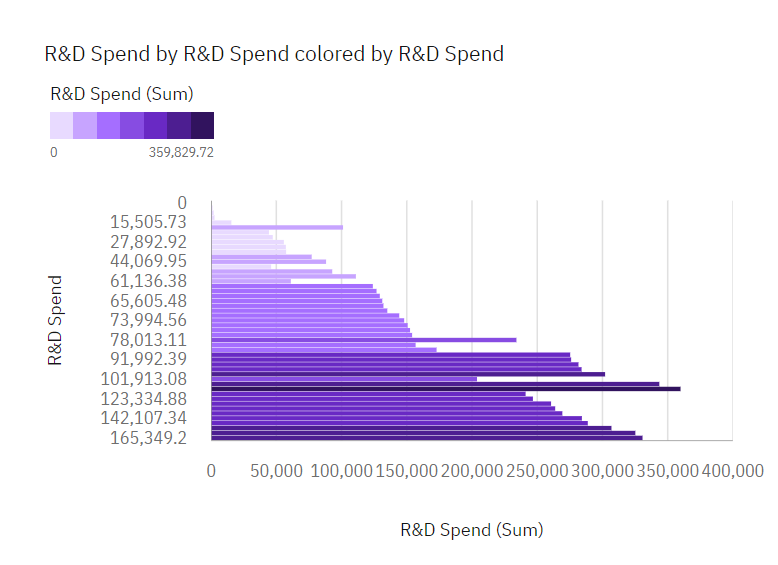 R&D Spend by R&D Spend colored by R&D Spend
R&D Spend (Sum)
0 359,829.72
R&D Spend
0
15,505.73
27,892.92
44,069.95
61,136.38
65,605.48
73,994.56
78,013.11
91,992.39
101,913.08
123,334.88
142,107.34
165,349.2
0 50,000 100,000 150,000 200,000 250,000 300,000 350,000 400,000
R&D Spend (Sum)